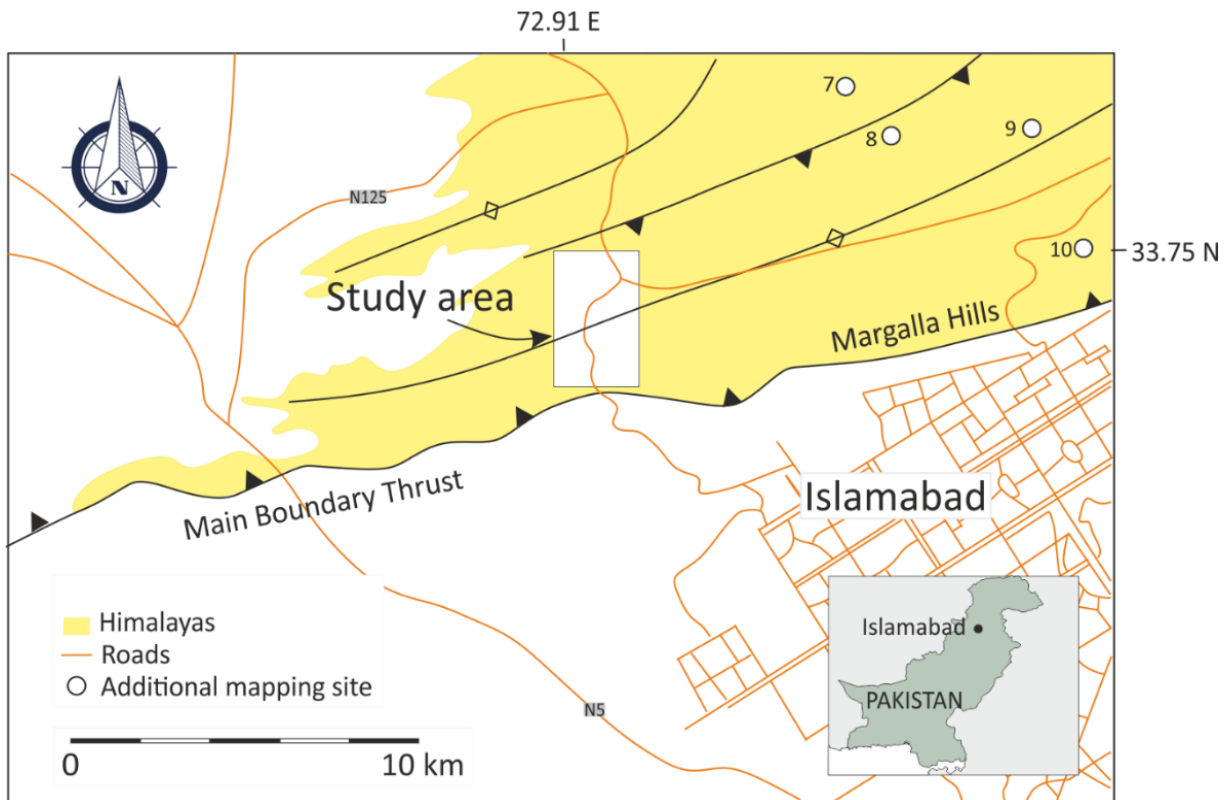 72.91 E
7
8
9
N125
10
33.75 N
Study area
Margalla Hills
N
Main Boundary Thrust
Islamabad
Himalayas
Roads
Additional mapping site
Islamabad
PAKISTAN
N5
0
10 km